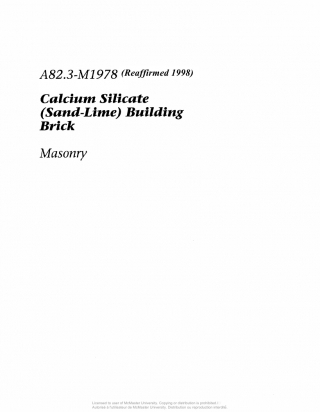 A82.3-M1978 (Reaffirmed 1998)
Calcium Silicate
(Sand-Lime) Building
Brick
Masonry
Licensed to user of McMaster University. Copying or distribution is prohibited /
Autorisé à l'utilisateur de McMaster University. Distribution ou reproduction interdite.